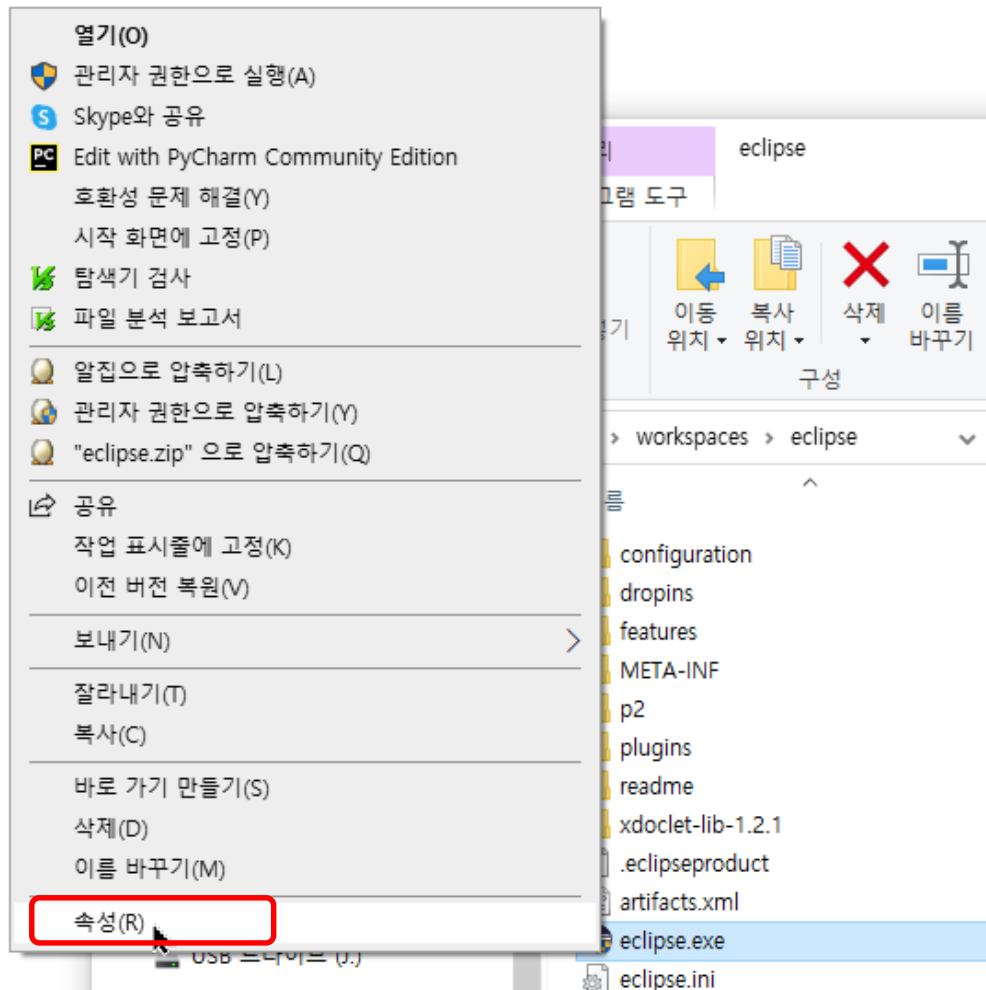 열기(O)
관리자 권한으로 실행(A)
Skype와 공유
PC Edit with PyCharm Community Edition
호환성 문제 해결(Y)
시작 화면에 고정(P)
탐색기 검사
파일 분석 보고서
알집으로 압축하기(L)
관리자 권한으로 압축하기(Y)
"eclipse.zip" 으로 압축하기(Q)
공유
작업 표시줄에 고정(K)
이전 버전 복원(V)
보내기(N)
잘라내기(T)
복사(C)
바로 가기 만들기(S)
삭제(D)
이름 바꾸기(M)
속성(R)
USB 드라이브 (J:)
eclipse
도구
이동 위치
복사 위치
삭제
이름 바꾸기
구성
› workspaces › eclipse
configuration
dropins
features
META-INF
p2
plugins
readme
xdoclet-lib-1.2.1
.eclipseproduct
artifacts.xml
eclipse.exe
eclipse.ini